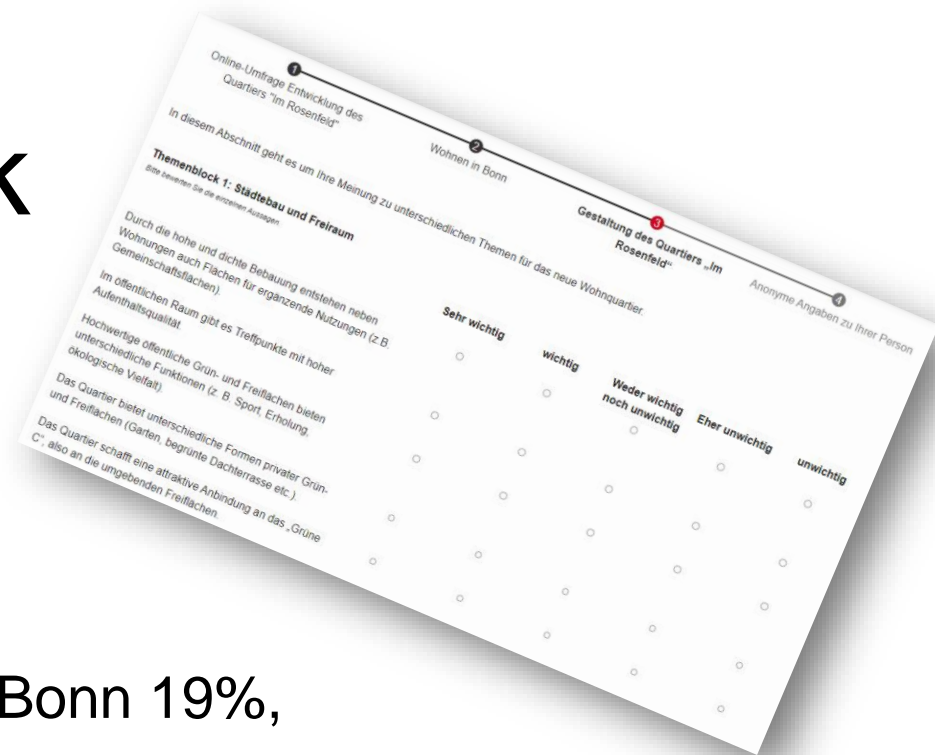 k
1
Online-Umfrage Entwicklung des
Quartiers "Im Rosenfeld"
2
Wohnen in Bonn
3
Gestaltung des Quartiers „Im
Rosenfeld“
4
Anonyme Angaben zu Ihrer Person
In diesem Abschnitt geht es um Ihre Meinung zu unterschiedlichen Themen für das neue Wohnquartier.
Themenblock 1: Städtebau und Freiraum
Bitte bewerten Sie die einzelnen Aussagen.
Sehr wichtig
wichtig
Weder wichtig
noch unwichtig
Eher unwichtig
unwichtig
Durch die hohe und dichte Bebauung entstehen neben
Wohnungen auch Flächen für ergänzende Nutzungen (z.B.
Gemeinschaftsflächen).
Im öffentlichen Raum gibt es Treffpunkte mit hoher
Aufenthaltsqualität.
Hochwertige öffentliche Grün- und Freiflächen bieten
unterschiedliche Funktionen (z. B. Sport, Erholung,
ökologische Vielfalt).
Das Quartier bietet unterschiedliche Formen privater Grün-
und Freiflächen (Garten, begrünte Dachterrasse etc.).
Das Quartier schafft eine attraktive Anbindung an das „Grüne
C“, also an die umgebenden Freiflächen.
Bonn 19%,